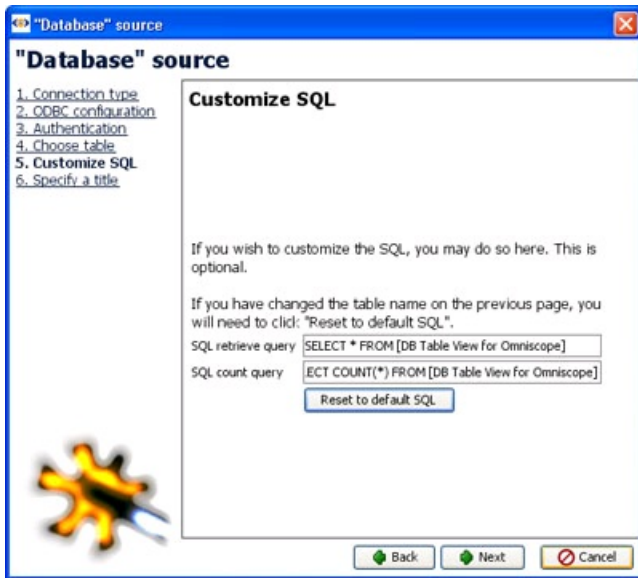 "Database" source
"Database" source
1. Connection type
2. ODBC configuration
3. Authentication
4. Choose table
5. Customize SQL
6. Specify a title
Customize SQL
If you wish to customize the SQL, you may do so here. This is
optional.
If you have changed the table name on the previous page, you
will need to click "Reset to default SQL".
SQL retrieve query SELECT * FROM [DB Table View for Omniscope]
SQL count query ECT COUNT(*) FROM [DB Table View for Omniscope]
Reset to default SQL
Back Next Cancel